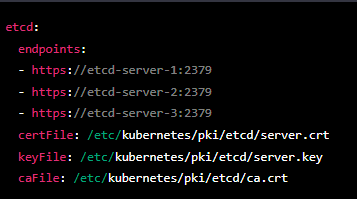 etcd:
  endpoints:
  - https://etcd-server-1:2379
  - https://etcd-server-2:2379
  - https://etcd-server-3:2379
  certFile: /etc/kubernetes/pki/etcd/server.crt
  keyFile: /etc/kubernetes/pki/etcd/server.key
  caFile: /etc/kubernetes/pki/etcd/ca.crt